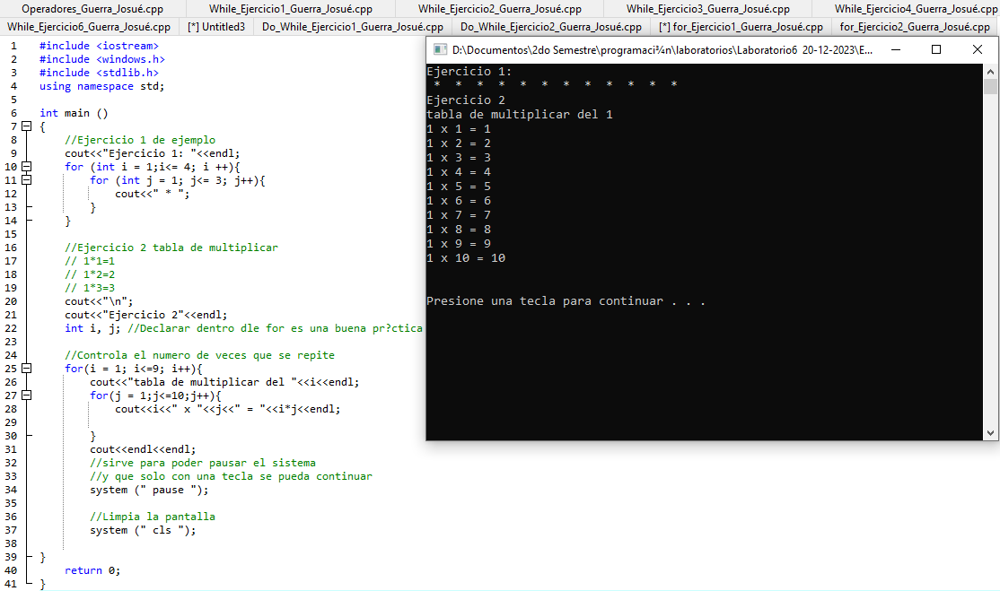 Operadores_Guerra_Josué.cpp While_Ejercicio1_Guerra_Josué.cpp While_Ejercicio2_Guerra_Josué.cpp While_Ejercicio3_Guerra_Josué.cpp While_Ejercicio4_Guerra_Josué.cpp
While_Ejercicio6_Guerra_Josué.cpp [*] Untitled3 Do_While_Ejercicio1_Guerra_Josué.cpp Do_While_Ejercicio2_Guerra_Josué.cpp [*] for_Ejercicio1_Guerra_Josué.cpp for_Ejercicio2_Guerra_Josué.cpp
1 #include <iostream>
2 #include <windows.h>
3 #include <stdlib.h>
4 using namespace std;
5
6 int main ()
7 {
8 //Ejercicio 1 de ejemplo
9 cout<<"Ejercicio 1: "<<endl;
10 for (int i = 1;i<= 4; i ++){
11 for (int j = 1; j<= 3; j++){
12 cout<<" * ";
13 }
14 }
15
16 //Ejercicio 2 tabla de multiplicar
17 // 1*1=1
18 // 1*2=2
19 // 1*3=3
20 cout<<"\n";
21 cout<<"Ejercicio 2"<<endl;
22 int i, j; //Declarar dentro dle for es una buena pr?ctica
23
24 //Controla el numero de veces que se repite
25 for(i = 1; i<=9; i++){
26 cout<<"tabla de multiplicar del "<<i<<endl;
27 for(j = 1;j<=10;j++){
28 cout<<i<<" x "<<j<<" = "<<i*j<<endl;
29
30 }
31 cout<<endl<<endl;
32 //sirve para poder pausar el sistema
33 //y que solo con una tecla se pueda continuar
34 system (" pause ");
35
36 //Limpia la pantalla
37 system (" cls ");
38
39 }
40 return 0;
41 }
D:\Documentos\2do Semestre\programaci¾n\laboratorios\Laboratorio6 20-12-2023\E...
Ejercicio 1:
* * * * * * * * * * * *
Ejercicio 2
tabla de multiplicar del 1
1 x 1 = 1
1 x 2 = 2
1 x 3 = 3
1 x 4 = 4
1 x 5 = 5
1 x 6 = 6
1 x 7 = 7
1 x 8 = 8
1 x 9 = 9
1 x 10 = 10
Presione una tecla para continuar . . .